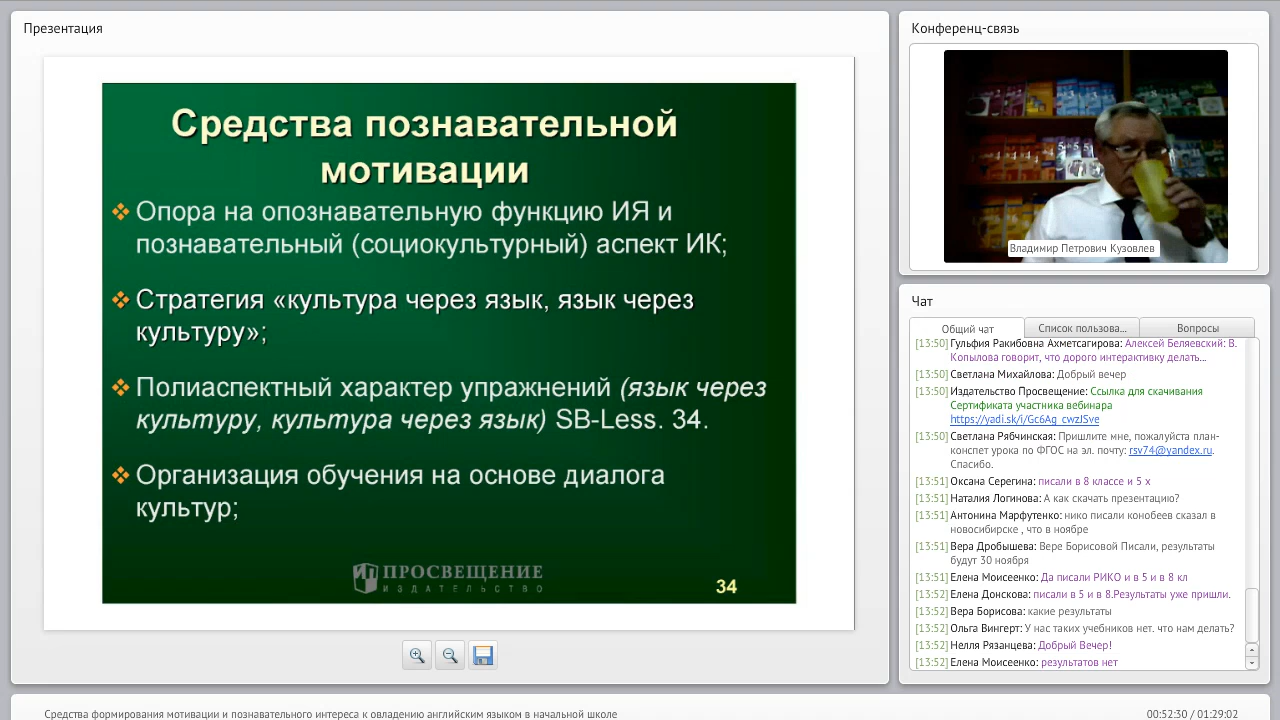 Презентация
Средства познавательной
мотивации
Опора на опознавательную функцию ИЯ и
познавательный (социокультурный) аспект ИК;
Стратегия «культура через язык, язык через
культуру»;
Полиаспектный характер упражнений (язык через
культуру, культура через язык) SB-Less. 34.
Организация обучения на основе диалога
культур;
ПРОСВЕЩЕНИЕ
ИЗДАТЕЛЬСТВО
34
Конференц-связь
Владимир Петрович Кузовлев
Чат
Общий чат
Список пользова...
Вопросы
[13:50] Гульфия Ракибовна Ахметсагирова: Алексей Беляевский: В.
Копылова говорит, что дорого интерактивку делать...
[13:50] Светлана Михайлова: Добрый вечер
[13:50] Издательство Просвещение: Ссылка для скачивания
Сертификата участника вебинара
https://yadi.sk/i/Gc6Ag_cwzJSve
[13:50] Светлана Рябчинская: Пришлите мне, пожалуйста план-
конспет урока по ФГОС на эл. почту: rsv74@yandex.ru.
Спасибо.
[13:51] Оксана Серегина: писали в 8 классе и 5 х
[13:51] Наталия Логинова: А как скачать презентацию?
[13:51] Антонина Марфутенко: нико писали конобеев сказал в
новосибирске , что в ноябре
[13:51] Вера Дробышева: Вере Борисовой Писали, результаты
будут 30 ноября
[13:51] Елена Моисеенко: Да писали РИКО и в 5 и в 8 кл
[13:52] Елена Донскова: писали в 5 и в 8.Результаты уже пришли.
[13:52] Вера Борисова: какие результаты
[13:52] Ольга Вингерт: У нас таких учебников нет. что нам делать?
[13:52] Нелля Рязанцева: Добрый Вечер!
[13:52] Елена Моисеенко: результатов нет
Средства формирования мотивации и познавательного интереса к овладению английским языком в начальной школе
00:52:30 / 01:29:02